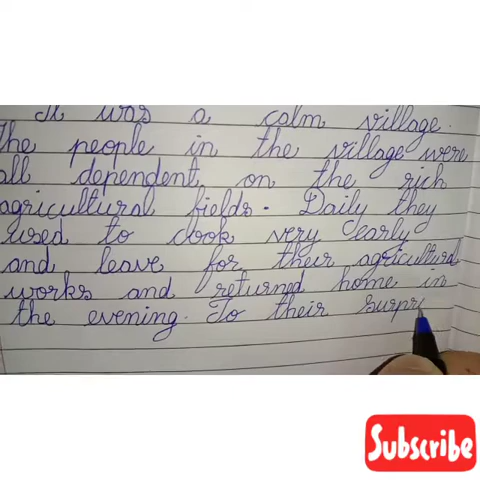 It was a calm village.
The people in the village were
all dependent on the rich
agricultural fields. Daily they
used to cook very early
and leave for their agricultural
works and returned home in
the evening. To their surpr
Subscribe